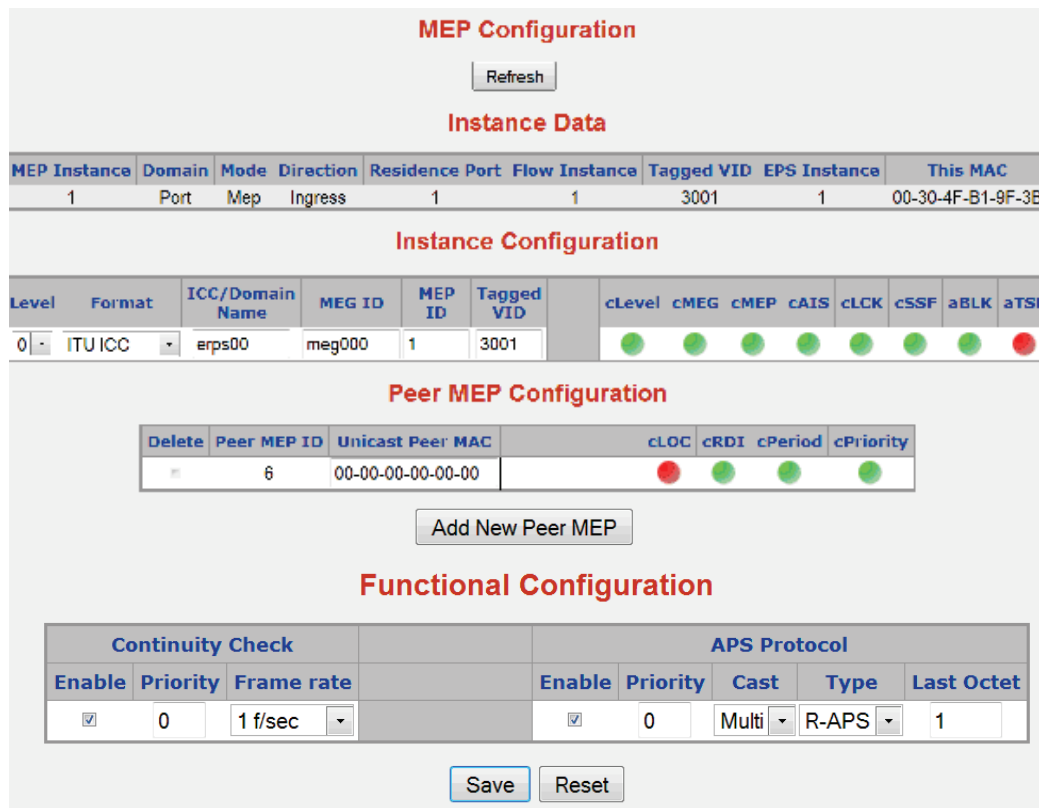 MEP Configuration
Refresh
Instance Data
MEP Instance Domain Mode Direction Residence Port Flow Instance Tagged VID EPS Instance This MAC
1 Port Mep Ingress 1 1 3001 1 00-30-4F-B1-9F-3B
Instance Configuration
Level Format ICC/Domain Name MEG ID MEP ID Tagged VID cLevel cMEG cMEP cAIS cLCK cSSF aBLK
0 ITU ICC erps00 meg000 1 3001
Peer MEP Configuration
Delete Peer MEP ID Unicast Peer MAC cLOC cRDI cPeriod cPriority
6 00-00-00-00-00-00
Add New Peer MEP
Functional Configuration
Continuity Check APS Protocol
Enable Priority Frame rate Enable Priority Cast Type Last Octet
0 1 f/sec 0 Multi R-APS 1
Save Reset